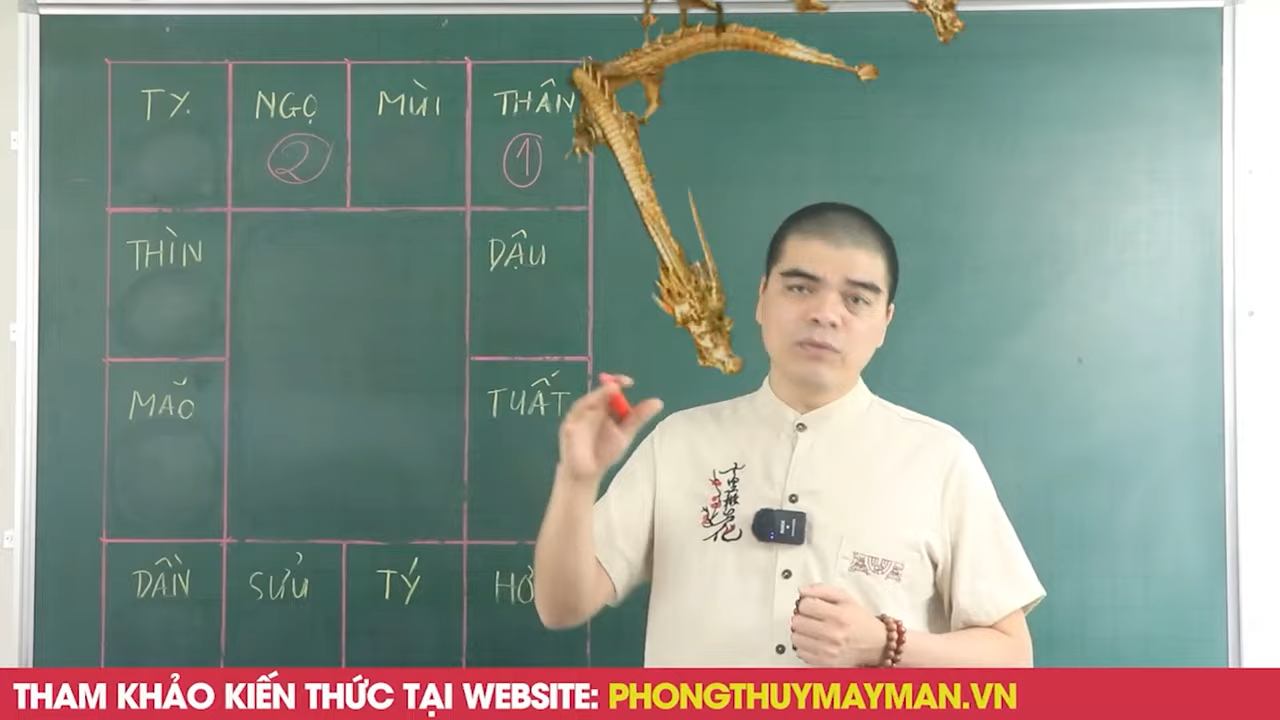 TỴ NGỌ MÙI THÂN
2 1
THÌN DẬU
MÃO TUẤT
DẦN SỬU TÝ HỢ
THAM KHẢO KIẾN THỨC TẠI WEBSITE: PHONGTHUYMAYMAN.VN